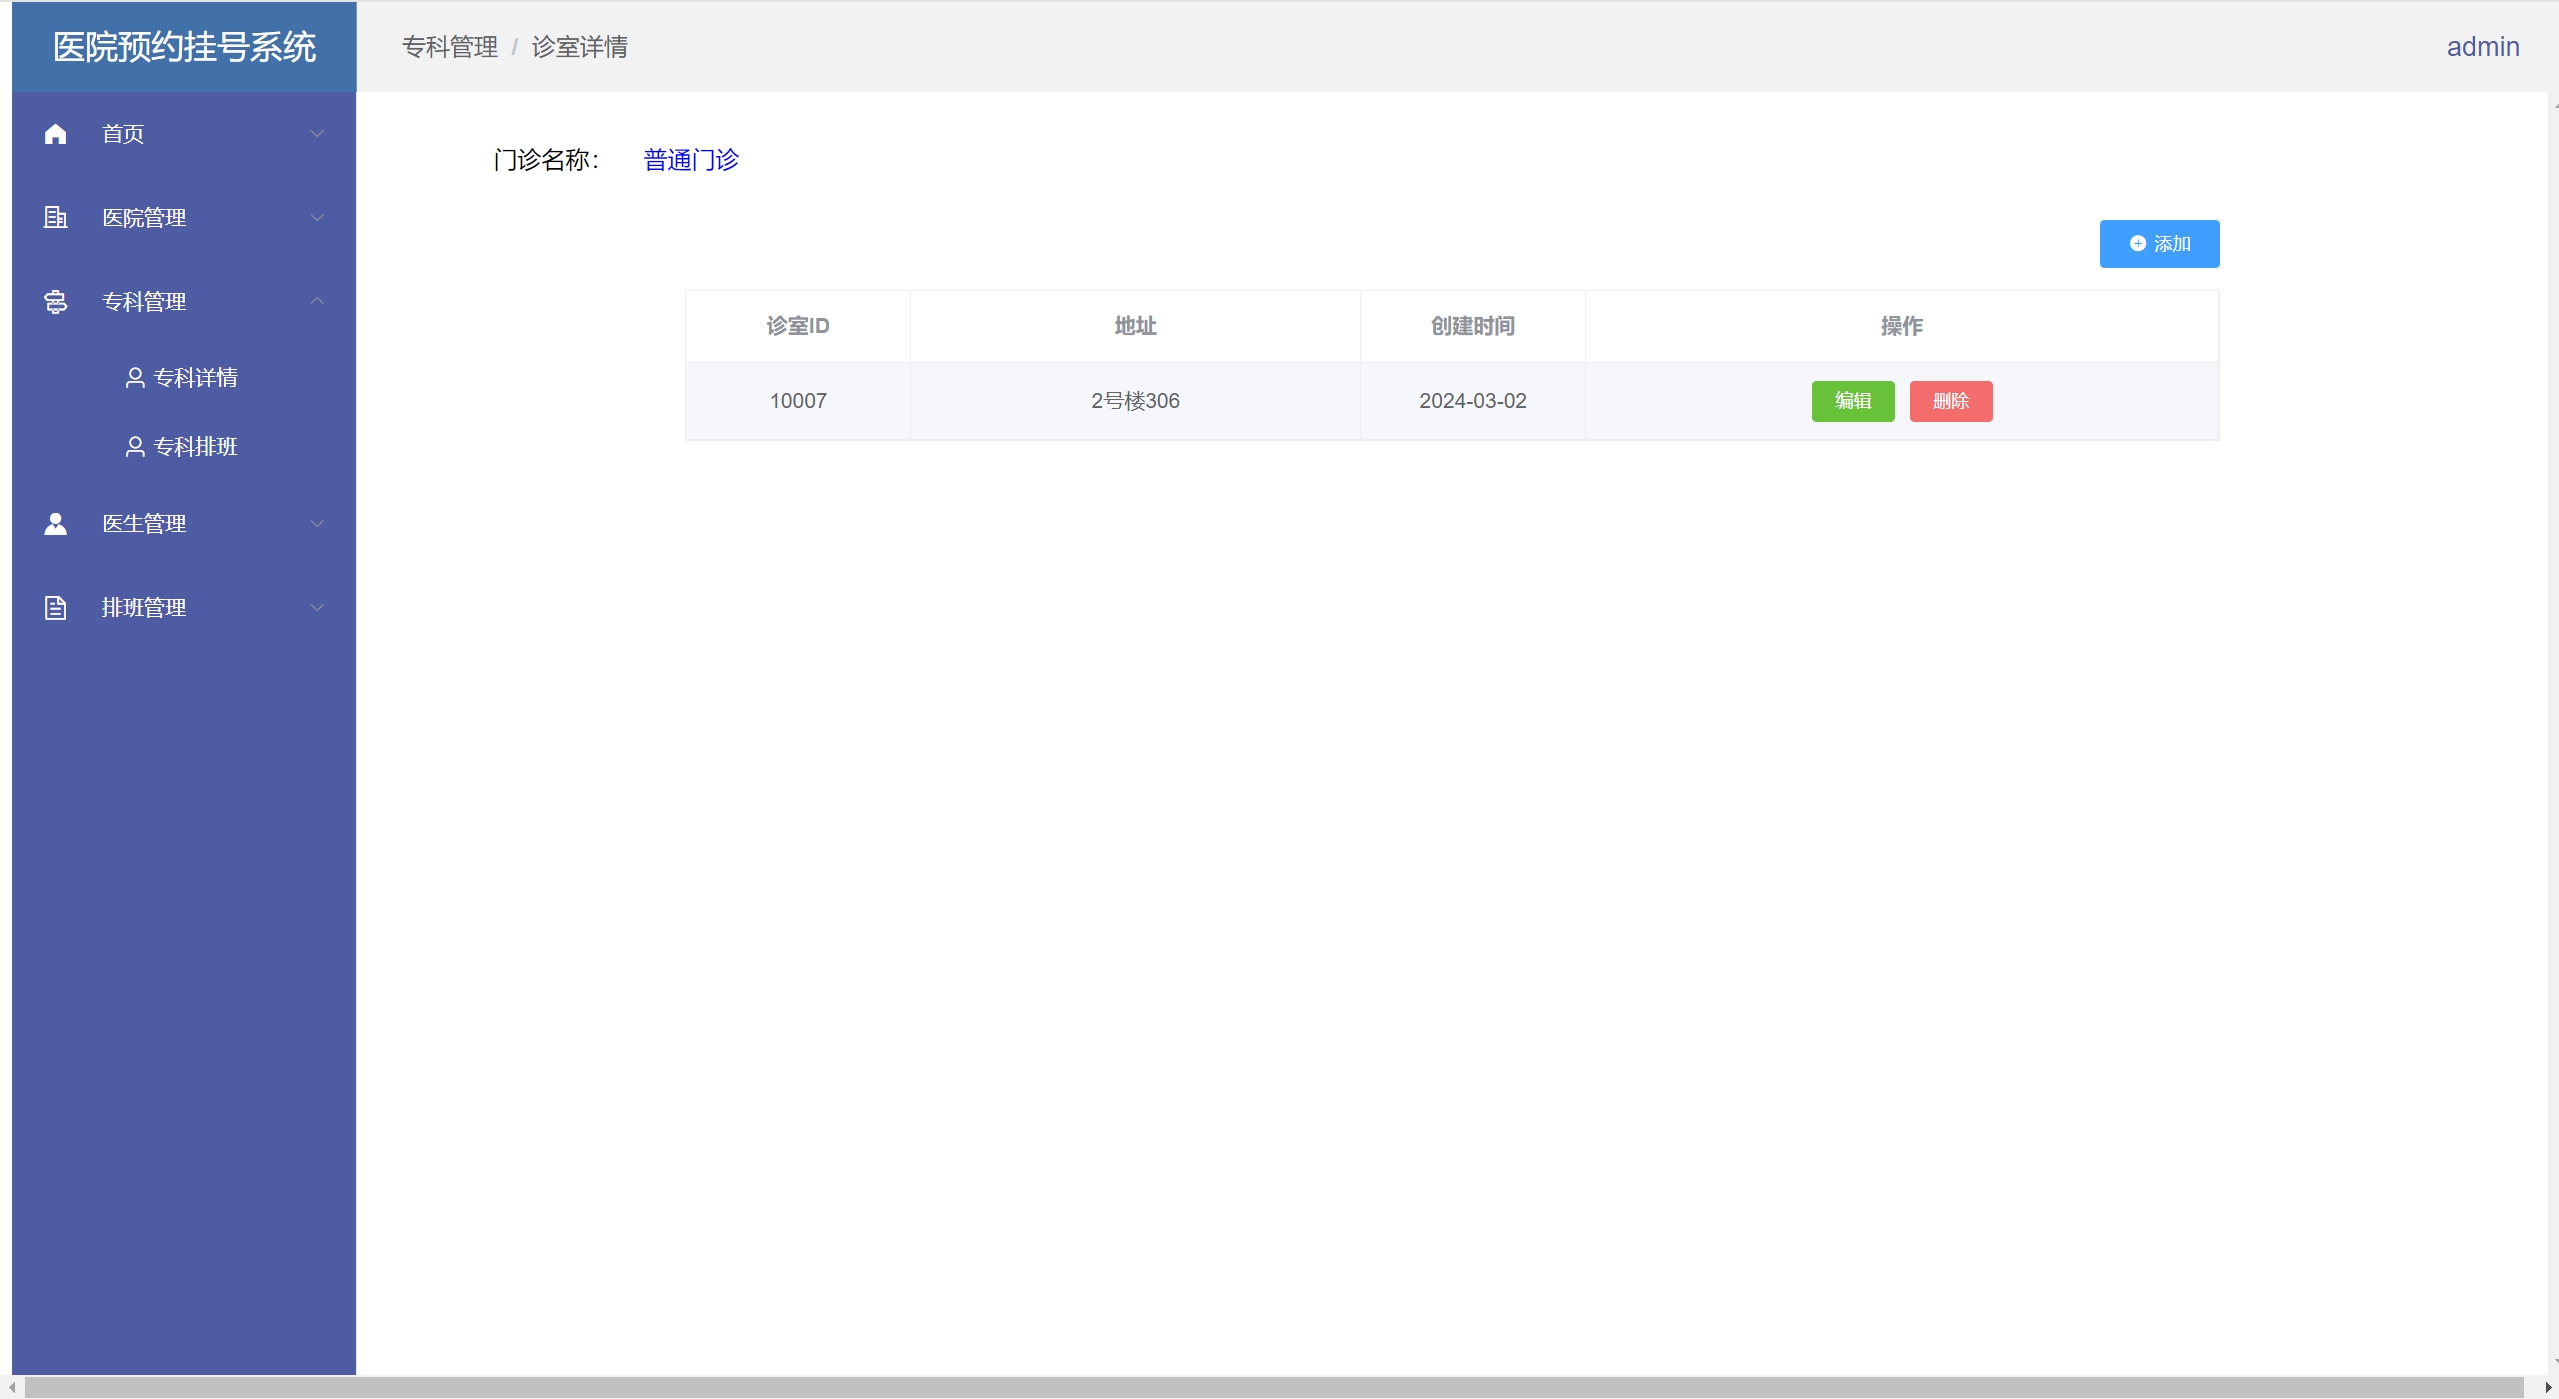 医院预约挂号系统
专科管理 / 诊室详情
admin
首页
医院管理
专科管理
专科详情
专科排班
医生管理
排班管理
门诊名称： 普通门诊
添加
诊室ID 地址 创建时间 操作
10007 2号楼306 2024-03-02 编辑 删除